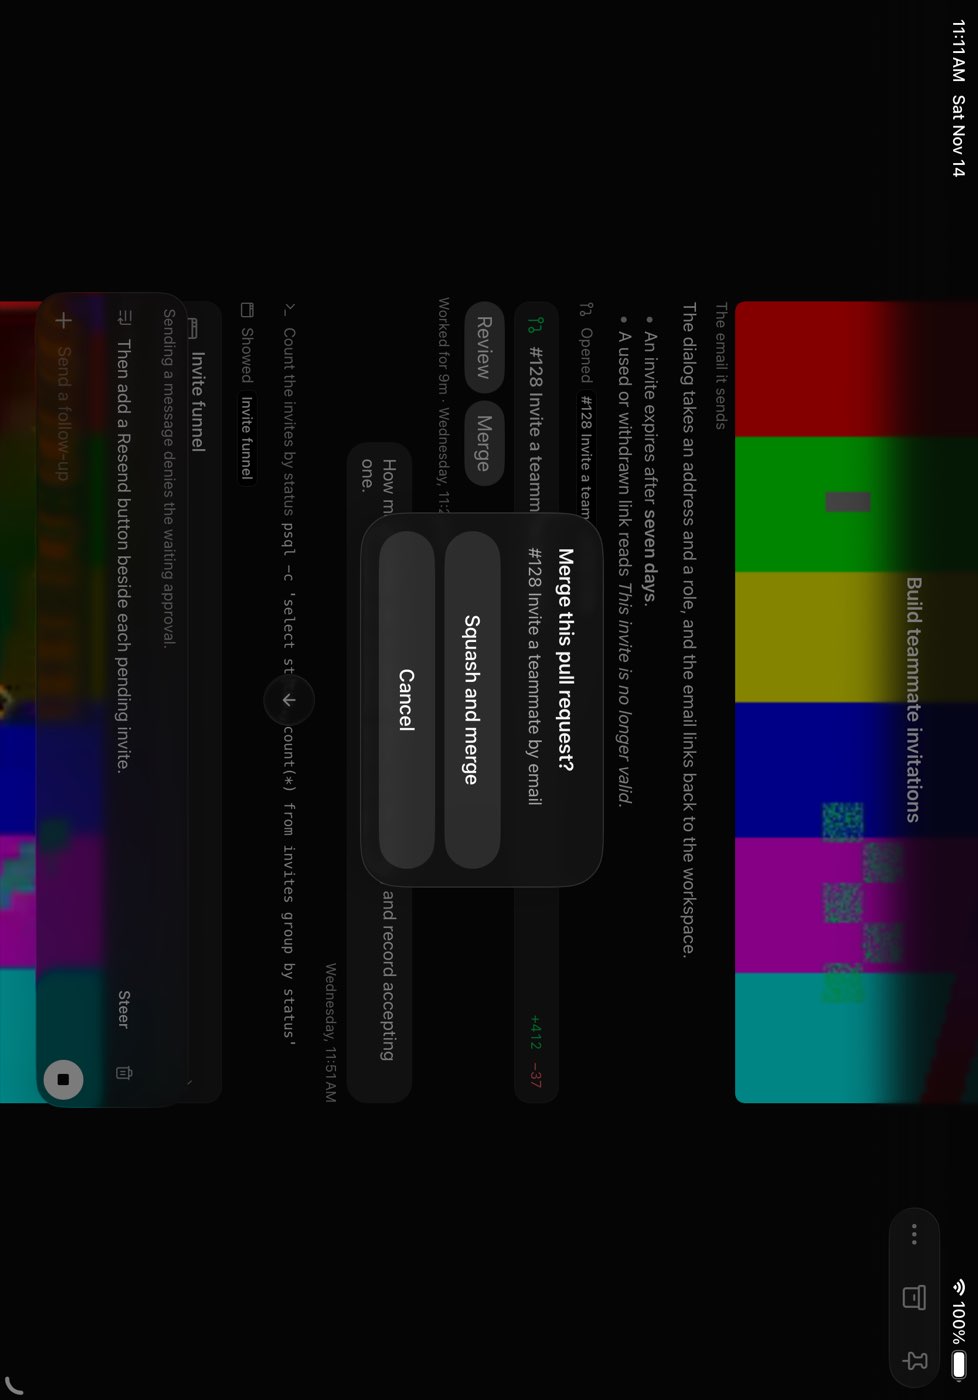 11:11 AM Sat Nov 14
100%
Build teammate invitations
The email it sends
The dialog takes an address and a role, and the email links back to the workspace.
An invite expires after seven days.
A used or withdrawn link reads This invite is no longer valid.
Opened #128 Invite a team
#128 Invite a teamm
+412 −37
Review Merge
Worked for 9m · Wednesday, 11:2
Merge this pull request?
#128 Invite a teammate by email
Squash and merge
Cancel
How m and record accepting
one.
Wednesday, 11:51 AM
Count the invites by status psql -c 'select st count(*) from invites group by status'
Showed Invite funnel
Invite funnel
Sending a message denies the waiting approval.
Then add a Resend button beside each pending invite. Steer
Send a follow-up